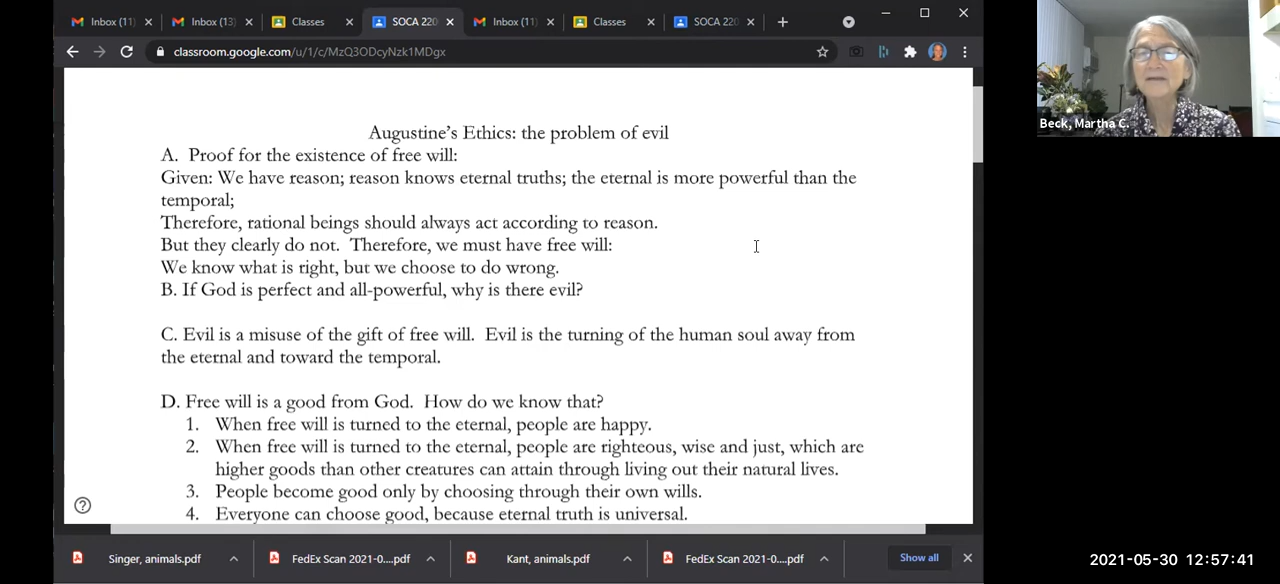 Inbox (11)
Inbox (13)
Classes
SOCA 220
Inbox (11)
Classes
SOCA 220
classroom.google.com/u/1/c/MzQ3ODcyNzk1MDgx
Beck, Martha C.
Augustine's Ethics: the problem of evil
A. Proof for the existence of free will:
Given: We have reason; reason knows eternal truths; the eternal is more powerful than the
temporal;
Therefore, rational beings should always act according to reason.
But they clearly do not. Therefore, we must have free will:
We know what is right, but we choose to do wrong.
B. If God is perfect and all-powerful, why is there evil?
C. Evil is a misuse of the gift of free will. Evil is the turning of the human soul away from
the eternal and toward the temporal.
D. Free will is a good from God. How do we know that?
1. When free will is turned to the eternal, people are happy.
2. When free will is turned to the eternal, people are righteous, wise and just, which are
higher goods than other creatures can attain through living out their natural lives.
3. People become good only by choosing through their own wills.
4. Everyone can choose good, because eternal truth is universal.
Singer, animals.pdf
FedEx Scan 2021-0....pdf
Kant, animals.pdf
FedEx Scan 2021-0....pdf
Show all
2021-05-30 12:57:41